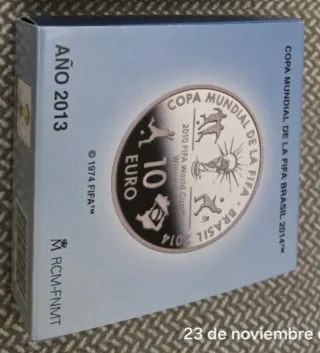 COPA MUNDIAL DE LA FIFA BRASIL 2014™
COPA MUNDIAL DE LA FIFA - BRASIL 2014
2010 FIFA World Cup
10
EURO
AÑO 2013
© 1974 FIFA™
M RCM-FNMT
23 de noviembre